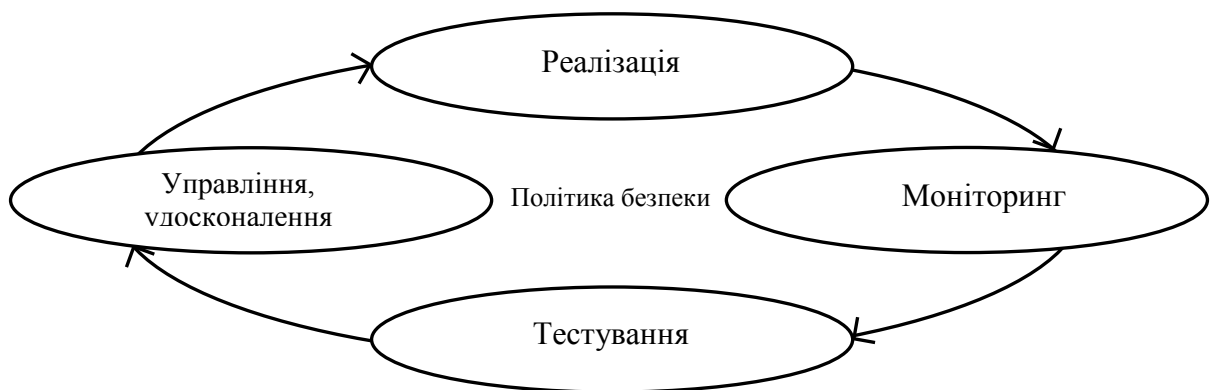 Реалізація
Управління,
удосконалення
Політика безпеки
Моніторинг
Тестування